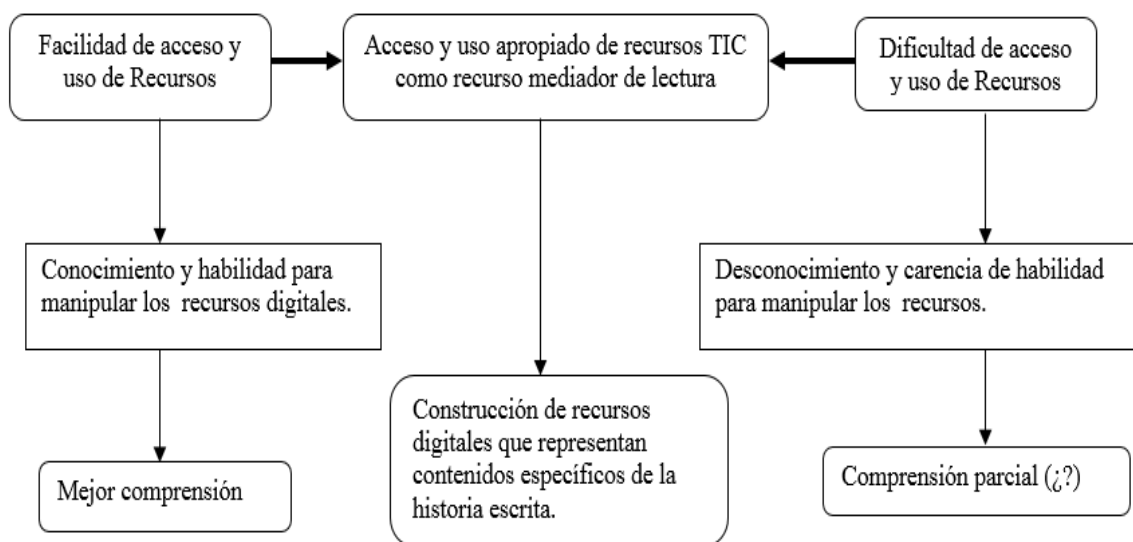 Facilidad de acceso y
uso de Recursos
Acceso y uso apropiado de recursos TIC
como recurso mediador de lectura
Dificultad de acceso
y uso de Recursos
Conocimiento y habilidad para
manipular los recursos digitales.
Desconocimiento y carencia de habilidad
para manipular los recursos.
Mejor comprensión
Construcción de recursos
digitales que representan
contenidos específicos de la
historia escrita.
Comprensión parcial (¿?)